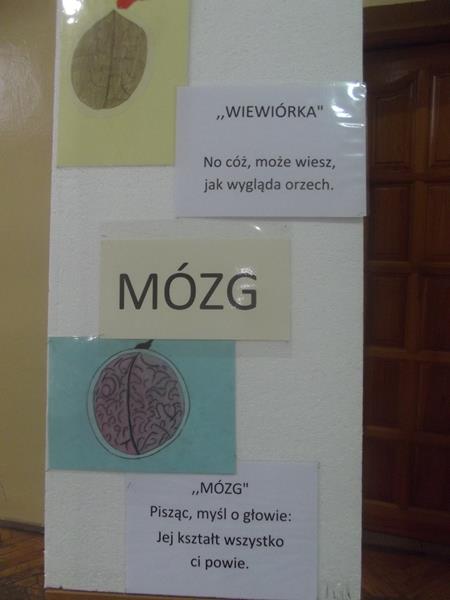 ,,WIEWIÓRKA"
No cóż, może wiesz,
jak wygląda orzech.
MÓZG
,,MÓZG"
Pisząc, myśl o głowie:
Jej kształt wszystko
ci powie.